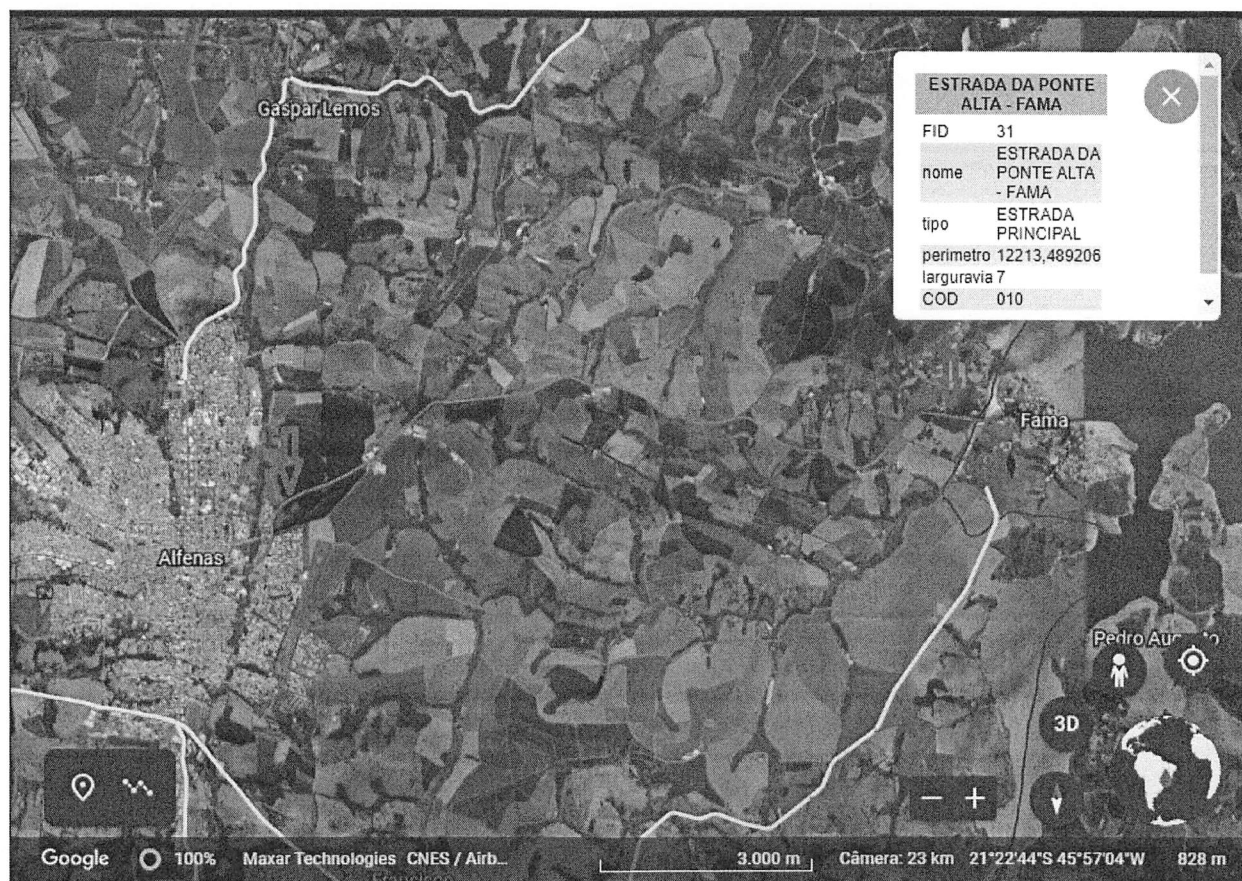 ESTRADA DA PONTE
ALTA - FAMA
FID 31
nome ESTRADA DA
PONTE ALTA
- FAMA
tipo ESTRADA
PRINCIPAL
perimetro 12213,489206
larguravia 7
COD 010
Gaspar Lemos
Fama
Alfenas
Pedro Augusto
3D
Google 100% Maxar Technologies CNES / Airb... 3.000 m Câmera: 23 km 21°22'44"S 45°57'04"W 828 m